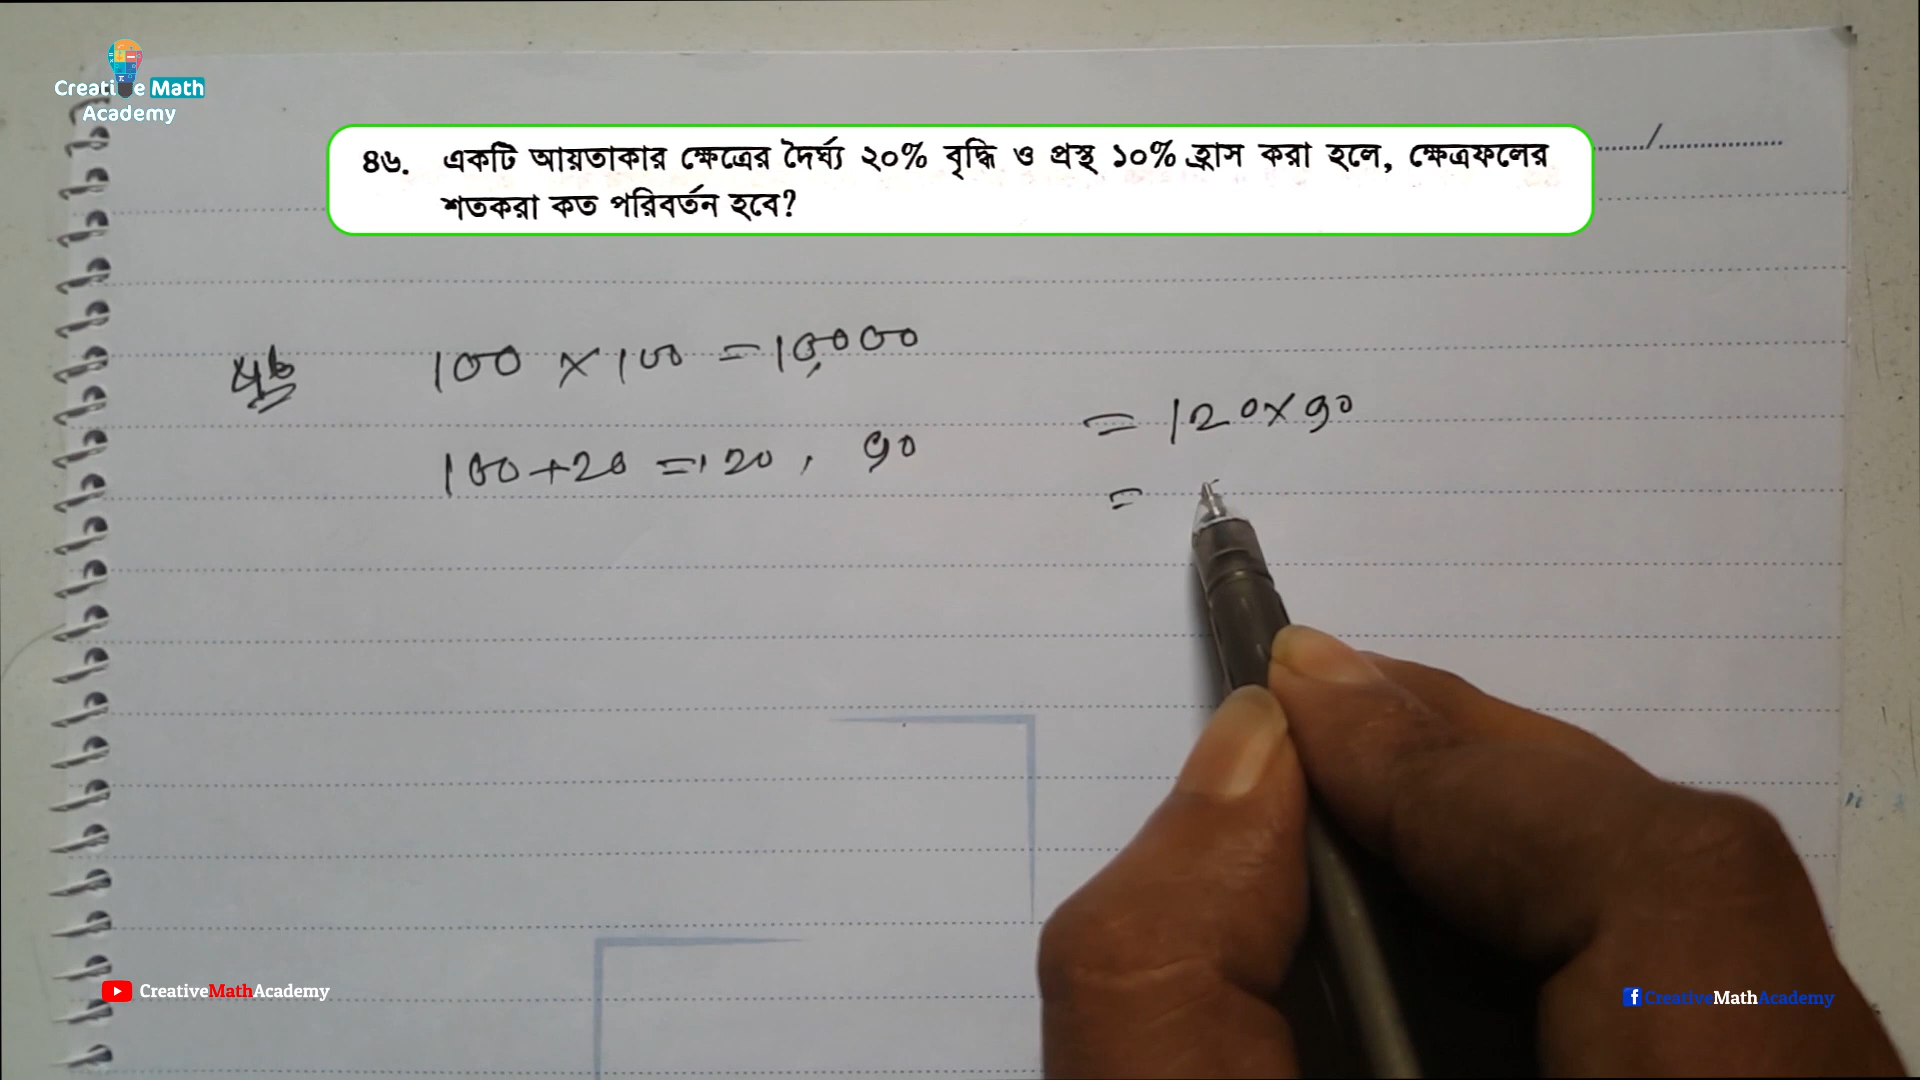 Creative Math
Academy
৪৬. একটি আয়তাকার ক্ষেত্রের দৈর্ঘ্য ২০% বৃদ্ধি ও প্রস্থ ১০% হ্রাস করা হলে, ক্ষেত্রফলের
শতকরা কত পরিবর্তন হবে?
100 × 100 = 10,000
= 120 × 90
100 + 20 = 120, 90
=
CreativeMathAcademy
CreativeMathAcademy